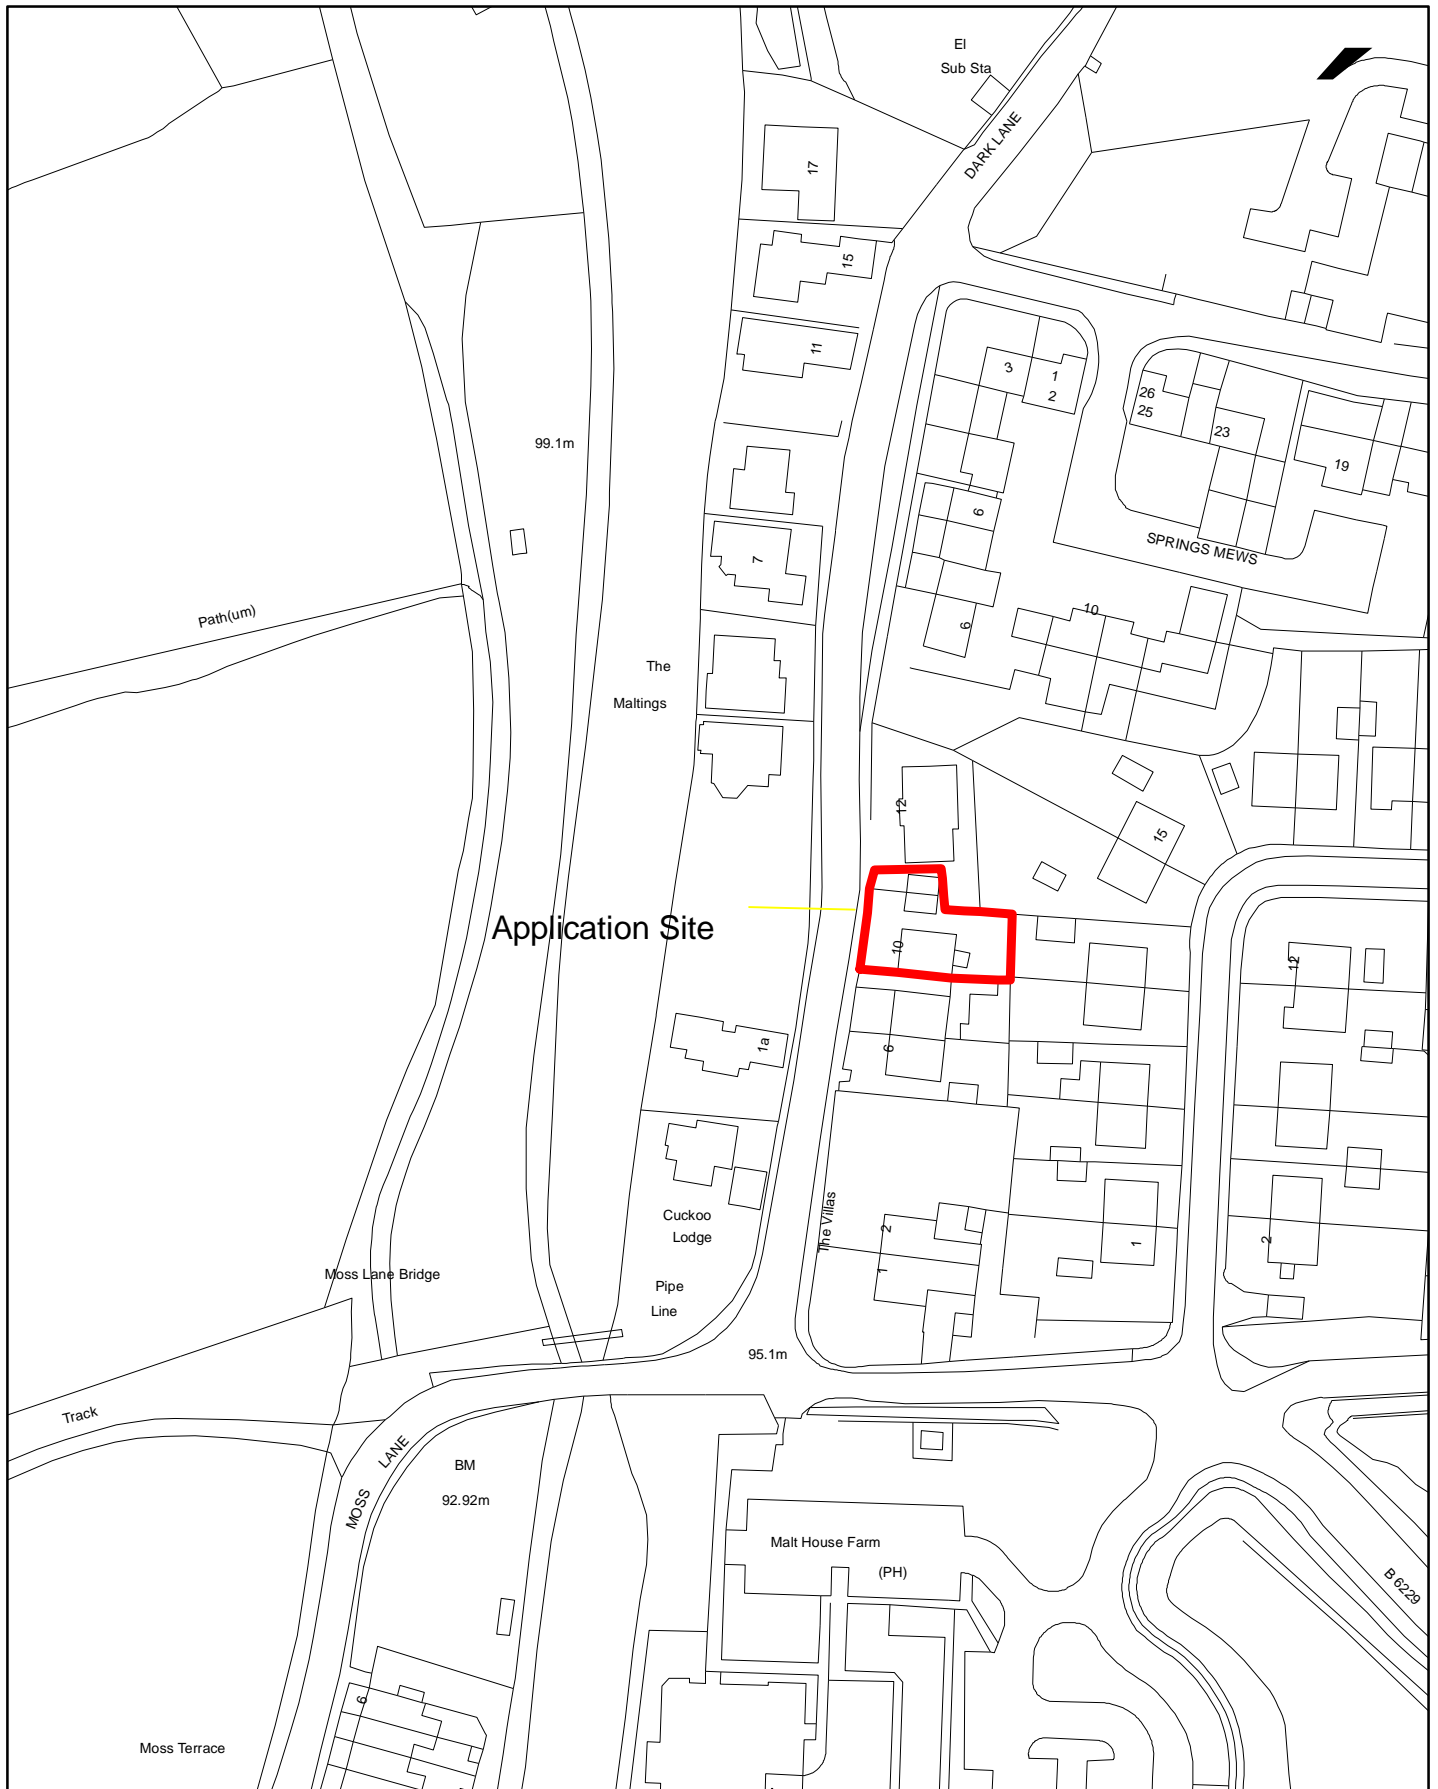 El
Sub Sta
DARK LANE
17
15
11
3
1
2
26
25
23
19
99.1m
6
7
SPRINGS MEWS
Path(um)
10
6
The
Maltings
12
15
Application Site
10
12
1a
6
The Villas
Cuckoo
Lodge
2
1
1
2
Moss Lane Bridge
Pipe
Line
95.1m
Track
MOSS LANE
BM
92.92m
Malt House Farm
(PH)
B 6229
6
Moss Terrace